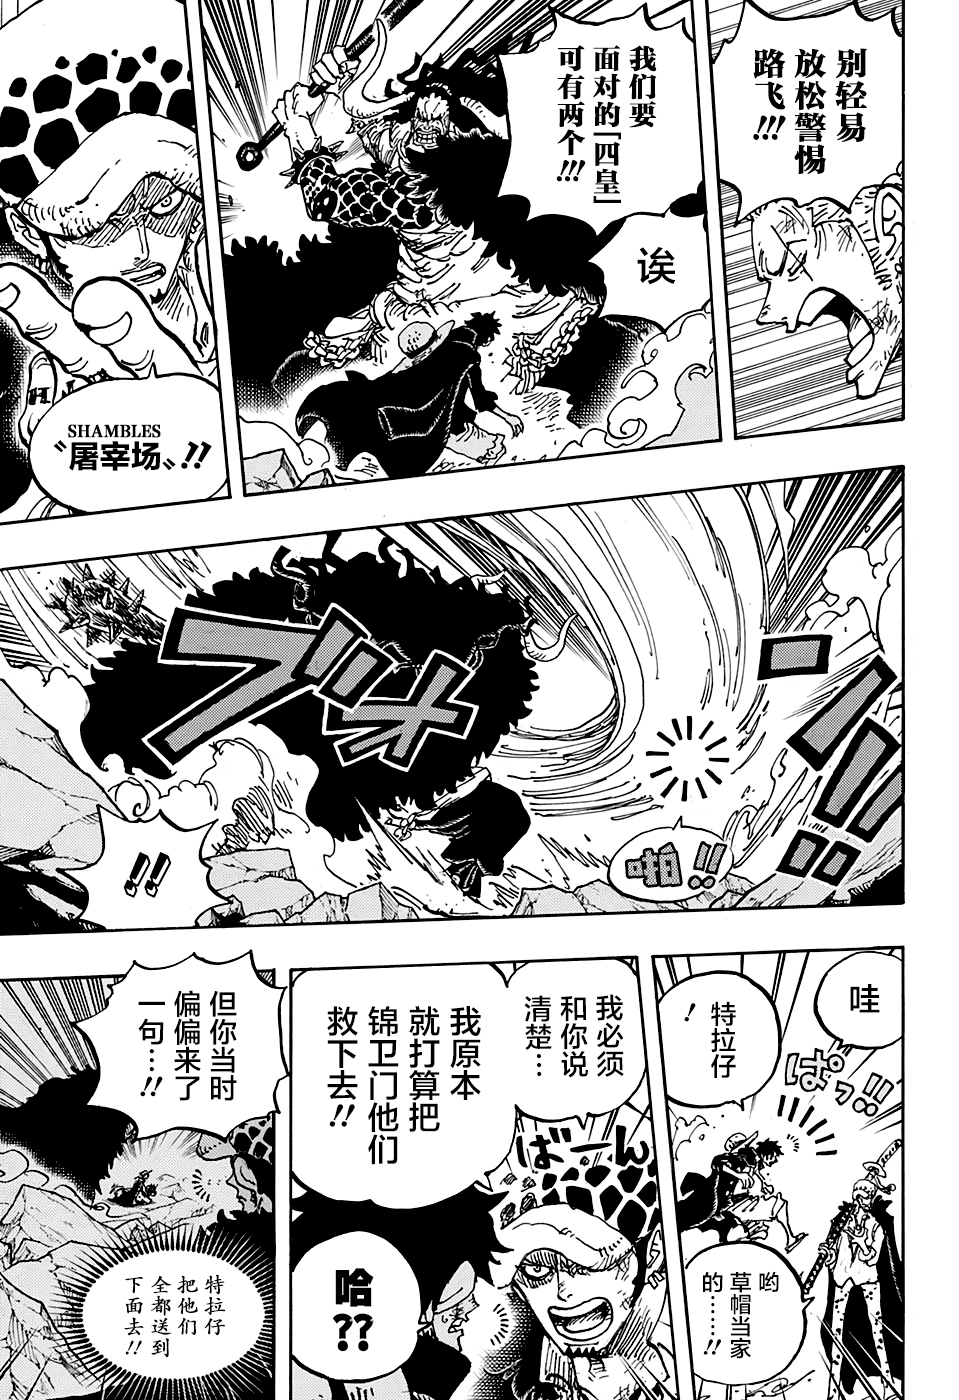 别轻易
放松警惕
路飞!!!
我们要
面对的「四皇」
可有两个!!!
诶
SHAMBLES
〝屠宰场〟!!
ブオォ
!!!
!!
啪!!
哇
特拉仔
!
ぱっ!!
哟
草帽当家
的……
我必须
和你说
清楚…
我原本
就打算把
锦卫门他们
救下去!!
ばーん
哈
??
但你当时
偏偏来了
一句…!!
特拉仔
把他们
全都送到
下面去!!